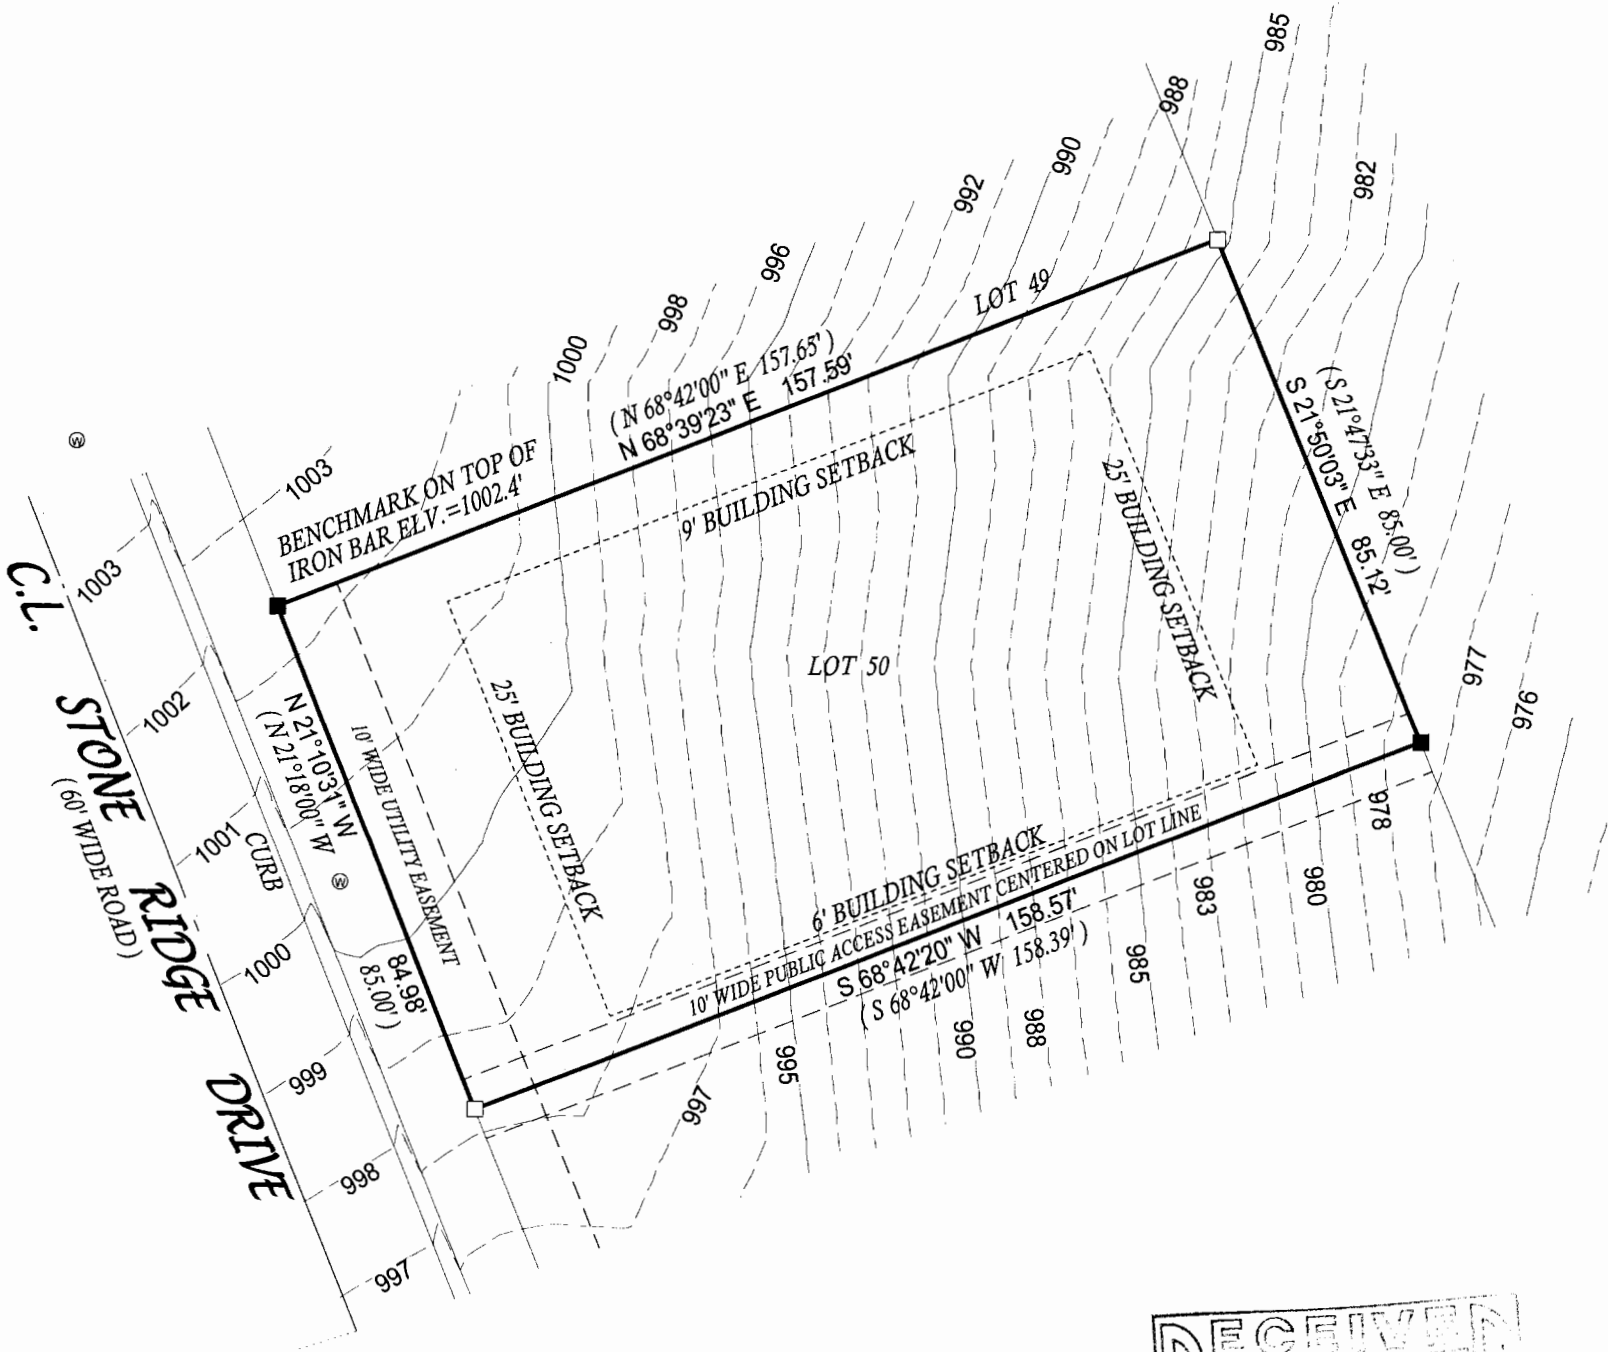 985
988
990
982
992
996
998
1000
LOT 49
( N 68°42'00" E 157.65' )
N 68°39'23" E 157.59'
1003
BENCHMARK ON TOP OF
IRON BAR ELV.=1002.4'
W
9' BUILDING SETBACK
25' BUILDING SETBACK
( S 21°47'33" E 85.00' )
S 21°50'03" E 85.12'
1003
C.L. STONE RIDGE DRIVE
( 60' WIDE ROAD )
1002
1001
CURB
N 21°10'31" W 84.98'
( N 21°18'00" W 85.00' )
W
10' WIDE UTILITY EASEMENT
25' BUILDING SETBACK
LOT 50
977
976
978
6' BUILDING SETBACK
10' WIDE PUBLIC ACCESS EASEMENT CENTERED ON LOT LINE
S 68°42'20" W 158.57'
( S 68°42'00" W 158.39' )
980
983
985
988
990
995
997
1000
999
998
997
RECEIVED